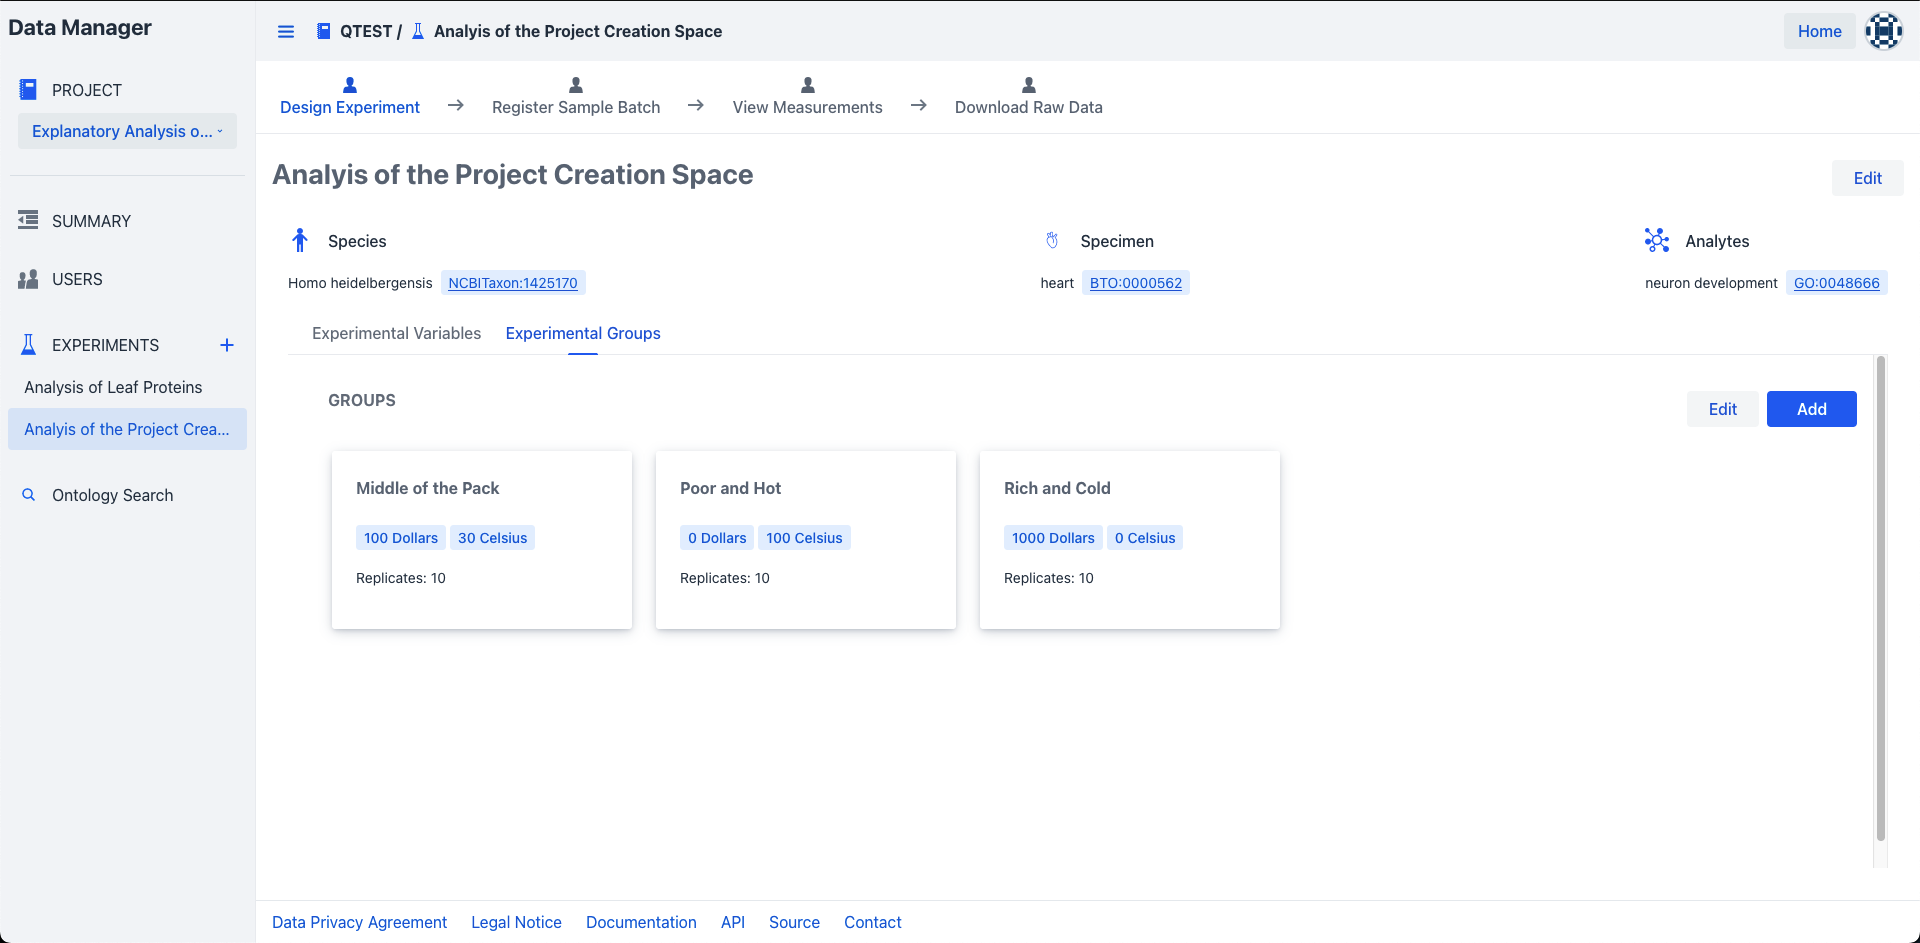 Data Manager
PROJECT
Explanatory Analysis o...
SUMMARY
USERS
EXPERIMENTS
Analysis of Leaf Proteins
Analyis of the Project Crea...
Ontology Search
QTEST / Analyis of the Project Creation Space
Home
Design Experiment
Register Sample Batch
View Measurements
Download Raw Data
Analyis of the Project Creation Space
Edit
Species
Homo heidelbergensis NCBITaxon:1425170
Specimen
heart BTO:0000562
Analytes
neuron development GO:0048666
Experimental Variables
Experimental Groups
GROUPS
Edit
Add
Middle of the Pack
100 Dollars 30 Celsius
Replicates: 10
Poor and Hot
0 Dollars 100 Celsius
Replicates: 10
Rich and Cold
1000 Dollars 0 Celsius
Replicates: 10
Data Privacy Agreement Legal Notice Documentation API Source Contact